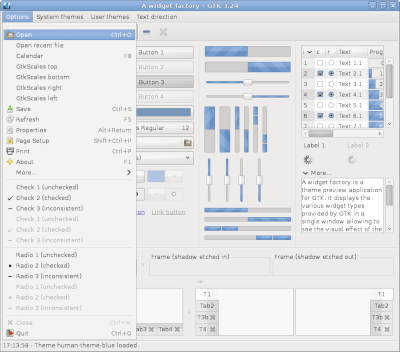 A widget factory - GTK 3.24
Options System themes User themes Text direction
Open Ctrl+O
Open recent file
Calendar F8
GtkScales top
GtkScales bottom
GtkScales right
GtkScales left
Save Ctrl+S
Refresh F5
Properties Alt+Return
Page Setup Shift+Ctrl+P
Print Ctrl+P
About F1
More...
Check 1 (unchecked)
Check 2 (checked)
Check 3 (inconsistent)
Check 1 (unchecked)
Check 2 (checked)
Check 3 (inconsistent)
Radio 1 (unchecked)
Radio 2 (checked)
Radio 3 (inconsistent)
Radio 1 (unchecked)
Radio 2 (checked)
Radio 3 (inconsistent)
Close
Quit Ctrl+Q
Button 1
Button 2
Button 3
Button 4
Regular 12
Link button
i c r Text Prog
1 Text 1.1
2 Text 2.1
3 Text 3.1
4 Text 4.1
5 Text 5.1
6 Text 6.1
7 Text 7.1
Label 1 Label 2
More...
A widget factory is a
theme preview application
for GTK. It displays the
various widget types
provided by GTK in a
single window allowing to
see the visual effect of the
Frame (shadow etched in) Frame (shadow etched out)
Tab3 Tab4
T1
Tab2
T3b
T4
T1
Tab2
T3b
T4
17:13:59 - Theme human-theme-blue loaded.